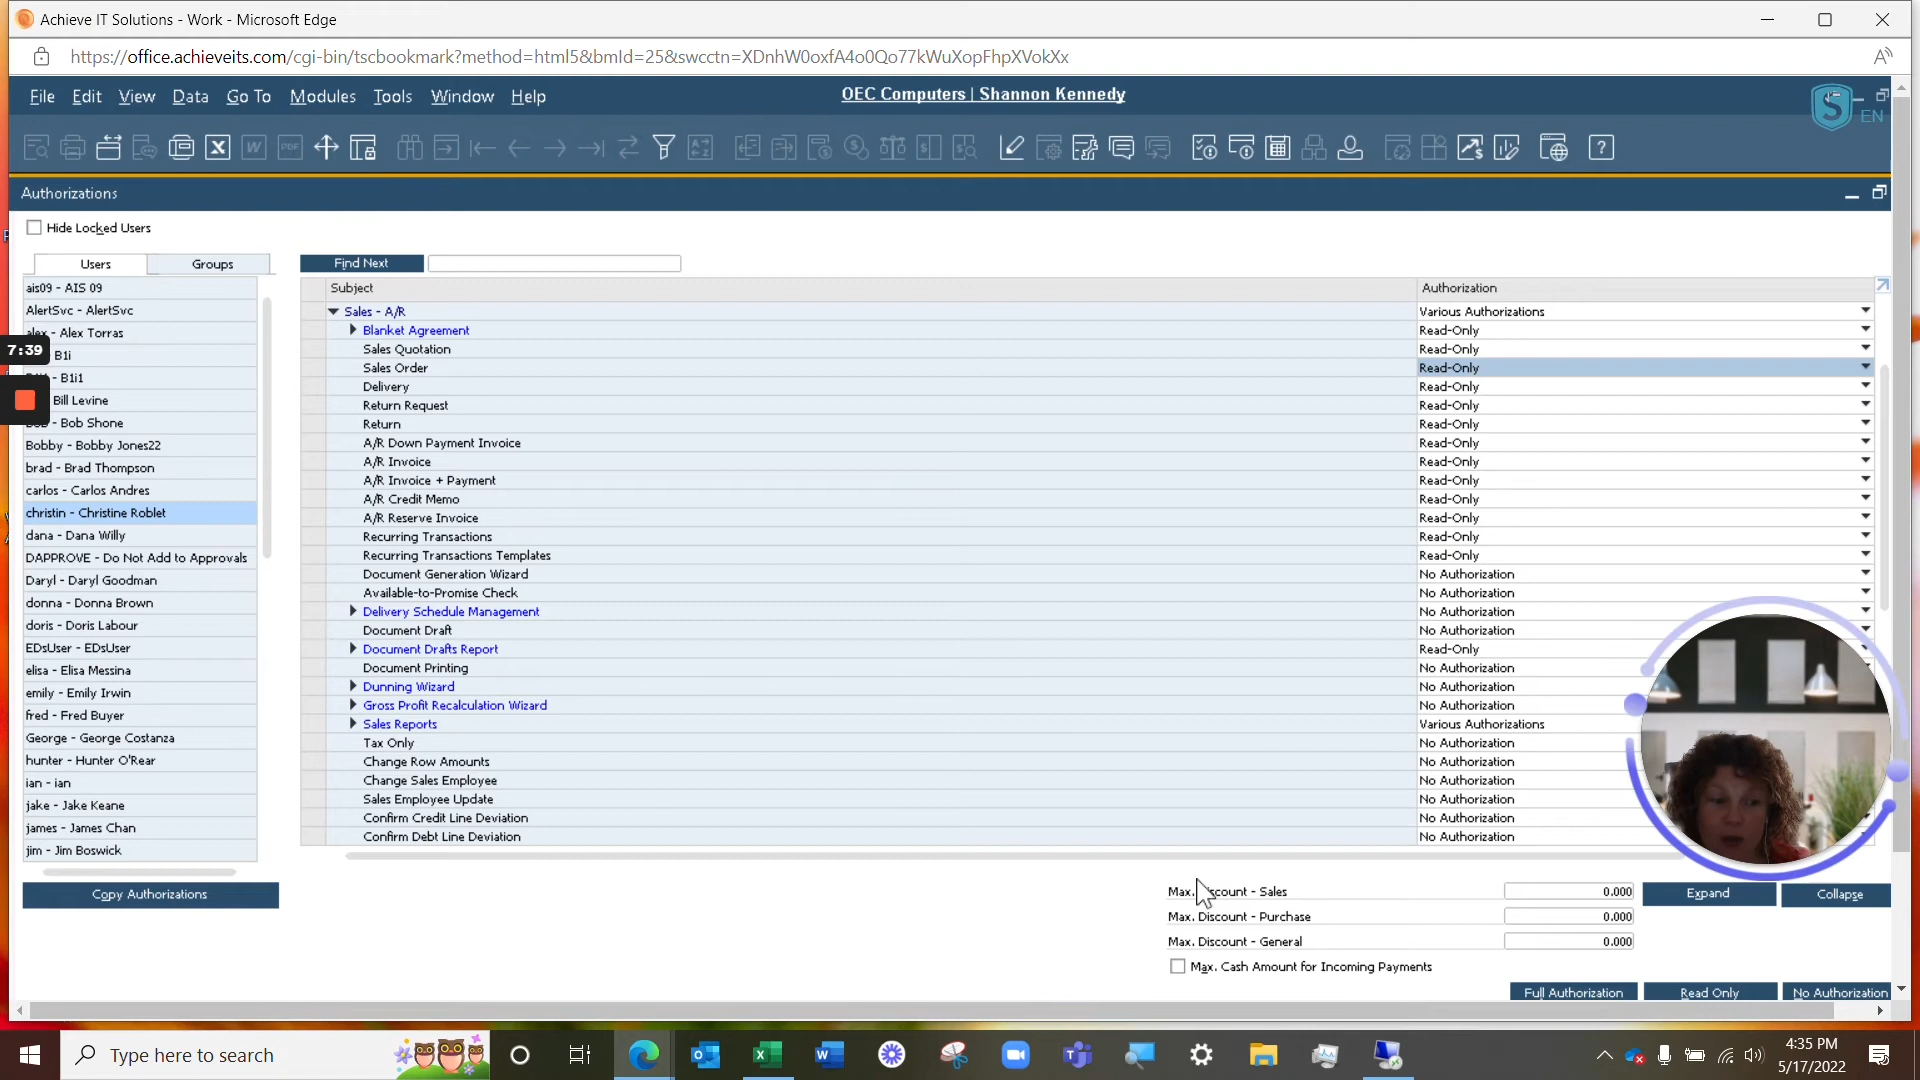 Achieve IT Solutions - Work - Microsoft Edge
https://office.achieveits.com/cgi-bin/tscbookmark?method=html5&bmId=25&swcctn=XDnhW0oxfA4o0Qo77kWuXopFhpXVokXx
File Edit View Data Go To Modules Tools Window Help
OEC Computers | Shannon Kennedy
EN
Authorizations
Hide Locked Users
Users Groups
Find Next
Subject Authorization
ais09 - AIS 09
AlertSvc - AlertSvc
alex - Alex Torras
B1i
- B1i1
Bill Levine
Bob - Bob Shone
Bobby - Bobby Jones22
brad - Brad Thompson
carlos - Carlos Andres
christin - Christine Roblet
dana - Dana Willy
DAPPROVE - Do Not Add to Approvals
Daryl - Daryl Goodman
donna - Donna Brown
doris - Doris Labour
EDsUser - EDsUser
elisa - Elisa Messina
emily - Emily Irwin
fred - Fred Buyer
George - George Costanza
hunter - Hunter O'Rear
ian - ian
jake - Jake Keane
james - James Chan
jim - Jim Boswick
7:39
Copy Authorizations
Sales - A/R Various Authorizations
Blanket Agreement Read-Only
Sales Quotation Read-Only
Sales Order Read-Only
Delivery Read-Only
Return Request Read-Only
Return Read-Only
A/R Down Payment Invoice Read-Only
A/R Invoice Read-Only
A/R Invoice + Payment Read-Only
A/R Credit Memo Read-Only
A/R Reserve Invoice Read-Only
Recurring Transactions Read-Only
Recurring Transactions Templates Read-Only
Document Generation Wizard No Authorization
Available-to-Promise Check No Authorization
Delivery Schedule Management No Authorization
Document Draft No Authorization
Document Drafts Report Read-Only
Document Printing No Authorization
Dunning Wizard No Authorization
Gross Profit Recalculation Wizard No Authorization
Sales Reports Various Authorizations
Tax Only No Authorization
Change Row Amounts No Authorization
Change Sales Employee No Authorization
Sales Employee Update No Authorization
Confirm Credit Line Deviation No Authorization
Confirm Debt Line Deviation No Authorization
Max. Discount - Sales 0.000
Expand Collapse
Max. Discount - Purchase 0.000
Max. Discount - General 0.000
Max. Cash Amount for Incoming Payments
Full Authorization Read Only No Authorization
Type here to search
4:35 PM
5/17/2022